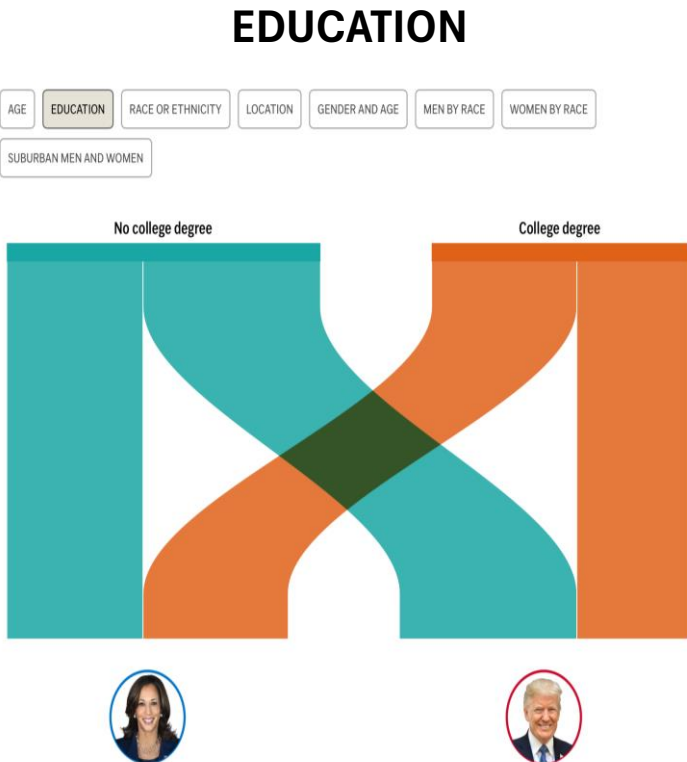 EDUCATION
AGE EDUCATION RACE OR ETHNICITY LOCATION GENDER AND AGE MEN BY RACE WOMEN BY RACE
SUBURBAN MEN AND WOMEN
No college degree College degree